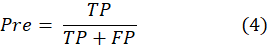 Pre = TP / (TP + FP) (4)